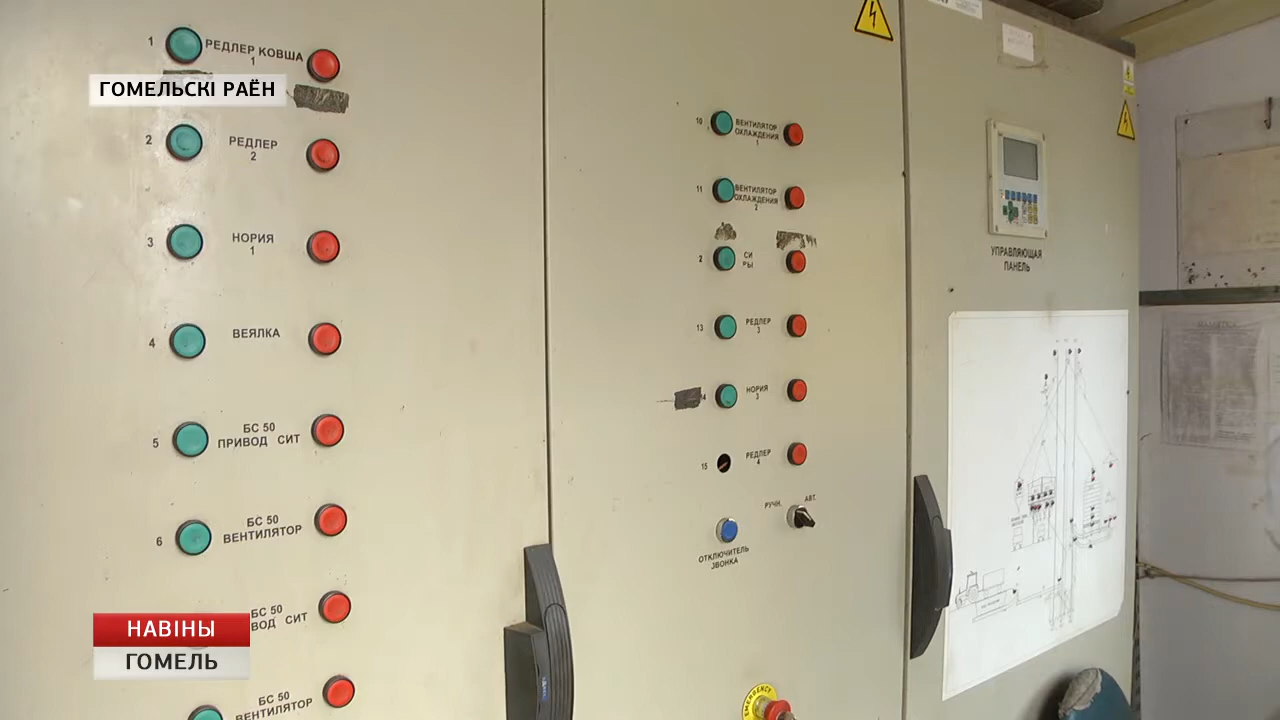 1
РЕДЛЕР КОВША
1
ГОМЕЛЬСКІ РАЁН
2
РЕДЛЕР
2
3
НОРИЯ
1
4
ВЕЯЛКА
5
БС 50
ПРИВОД СИТ
6
БС 50
ВЕНТИЛЯТОР
БС 50
ВОД СИТ
БС 50
ВЕНТИЛЯТОР
НАВІНЫ
ГОМЕЛЬ
10
ВЕНТИЛЯТОР
ОХЛАЖДЕНИЯ
1
11
ВЕНТИЛЯТОР
ОХЛАЖДЕНИЯ
2
2
СИ
РЫ
13
РЕДЛЕР
3
14
НОРИЯ
3
15
РЕДЛЕР
4
РУЧН.
АВТ.
ОТКЛЮЧИТЕЛЬ
ЗВОНКА
EMERGENCY
УПРАВЛЯЮЩАЯ
ПАНЕЛЬ